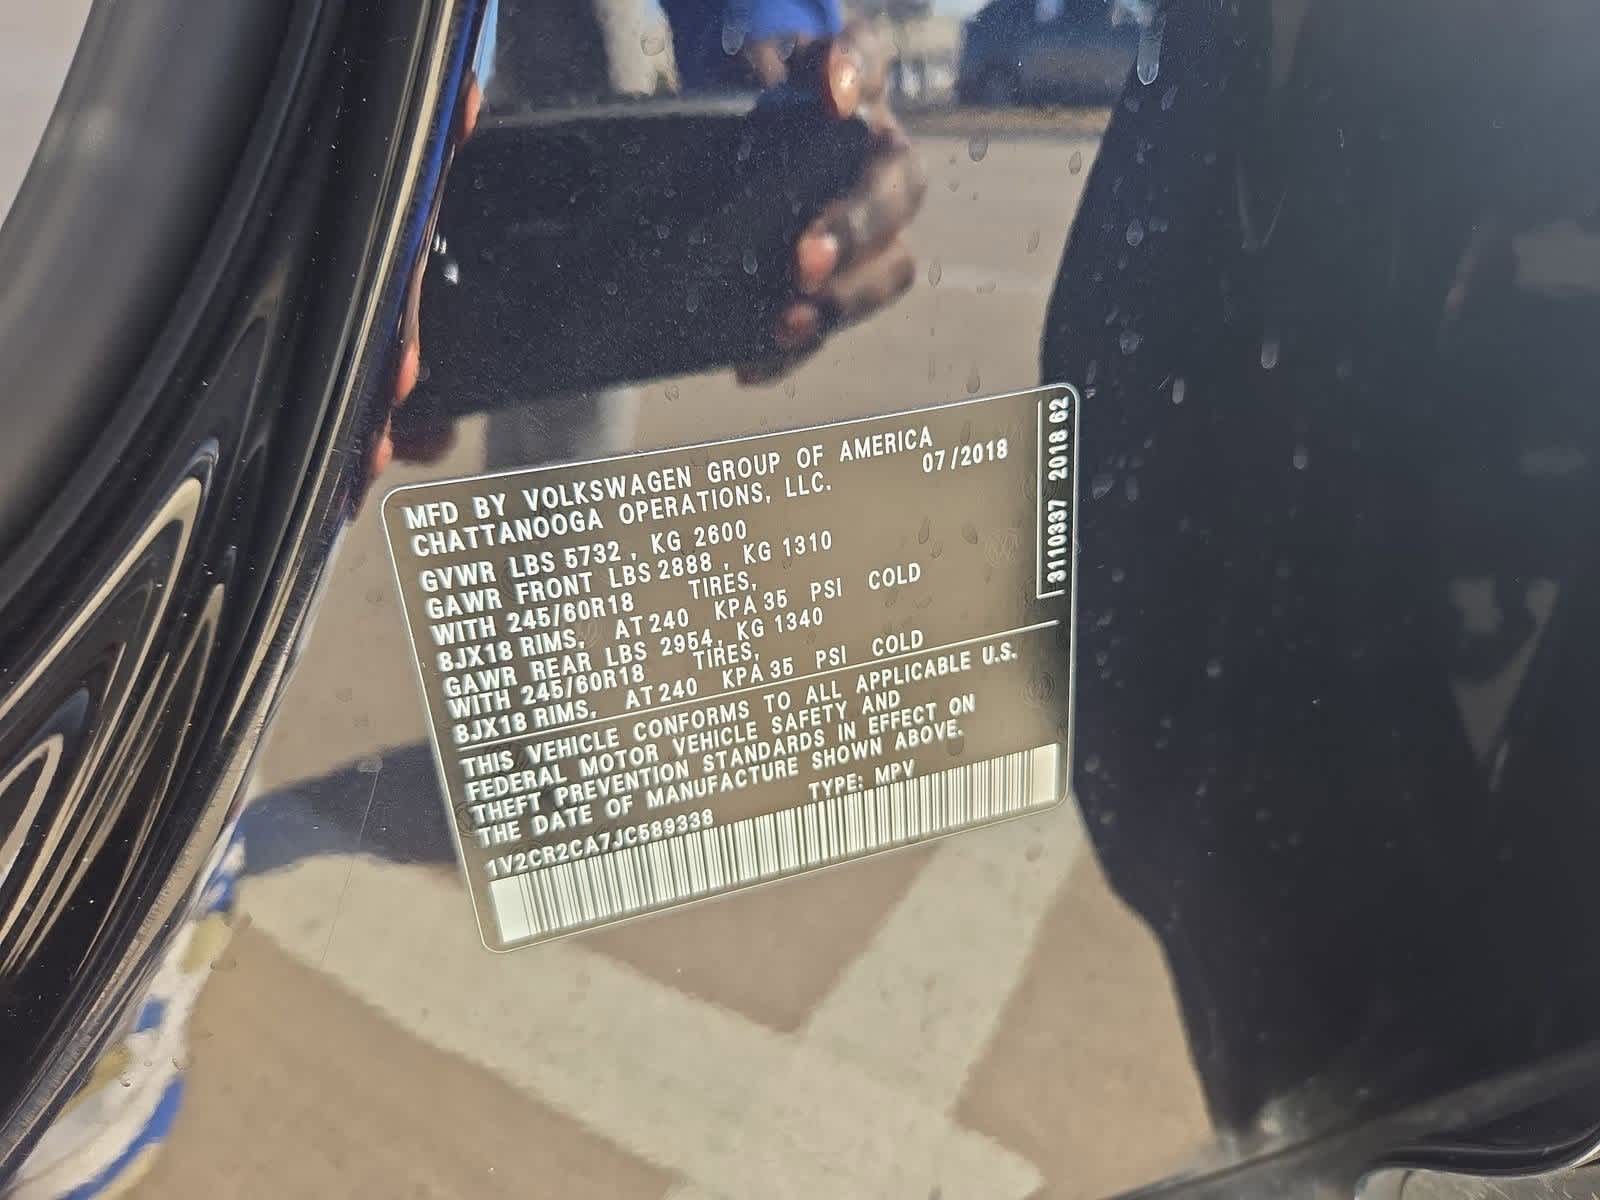 MFD BY VOLKSWAGEN GROUP OF AMERICA
CHATTANOOGA OPERATIONS, LLC. 07/2018
GVWR LBS 5732 , KG 2600
GAWR FRONT LBS 2888 , KG 1310
WITH 245/60R18 TIRES,
8JX18 RIMS, AT 240 KPA 35 PSI COLD
GAWR REAR LBS 2954, KG 1340
WITH 245/60R18 TIRES,
8JX18 RIMS, AT 240 KPA 35 PSI COLD
THIS VEHICLE CONFORMS TO ALL APPLICABLE U.S.
FEDERAL MOTOR VEHICLE SAFETY AND
THEFT PREVENTION STANDARDS IN EFFECT ON
THE DATE OF MANUFACTURE SHOWN ABOVE.
1V2CR2CA7JC589338 TYPE: MPV
3110337 2018 62